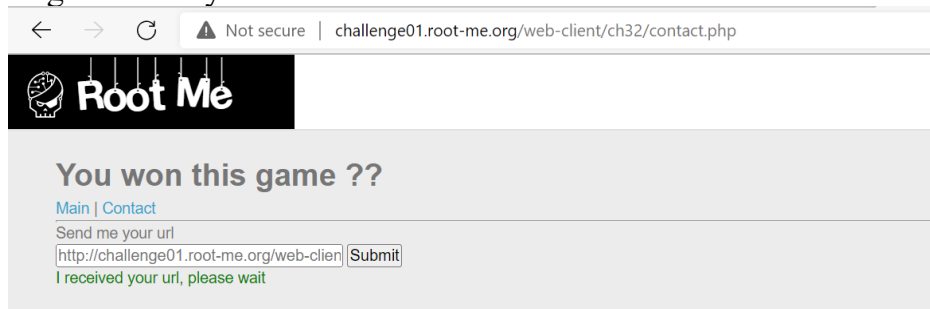 Not secure | challenge01.root-me.org/web-client/ch32/contact.php
Root Me
You won this game ??
Main | Contact
Send me your url
http://challenge01.root-me.org/web-clien Submit
I received your url, please wait